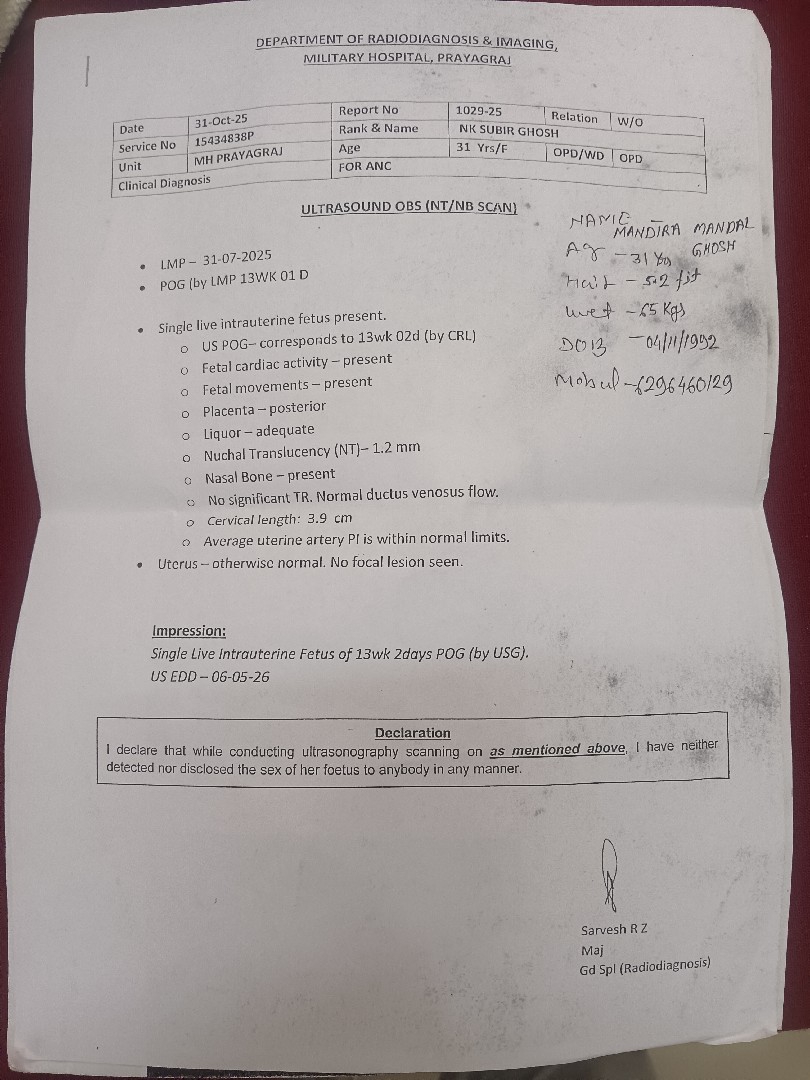 DEPARTMENT OF RADIODIAGNOSIS & IMAGING,
MILITARY HOSPITAL, PRAYAGRAJ
Date 31-Oct-25 Report No 1029-25 Relation W/O
Service No 15434838P Rank & Name NK SUBIR GHOSH
Unit MH PRAYAGRAJ Age 31 Yrs/F OPD/WD OPD
Clinical Diagnosis FOR ANC
ULTRASOUND OBS (NT/NB SCAN)
NAME - MANDIRA MANDAL
GHOSH
Ag - 31 Yrs
Hait - 5.2 fit
wet - 65 Kgs
DOB - 04/11/1992
Mobul - 6296460129
• LMP – 31-07-2025
• POG (by LMP 13WK 01 D
• Single live intrauterine fetus present.
o US POG– corresponds to 13wk 02d (by CRL)
o Fetal cardiac activity – present
o Fetal movements – present
o Placenta – posterior
o Liquor – adequate
o Nuchal Translucency (NT)– 1.2 mm
o Nasal Bone – present
o No significant TR. Normal ductus venosus flow.
o Cervical length: 3.9 cm
o Average uterine artery PI is within normal limits.
• Uterus – otherwise normal. No focal lesion seen.
Impression:
Single Live Intrauterine Fetus of 13wk 2days POG (by USG).
US EDD – 06-05-26
Declaration
I declare that while conducting ultrasonography scanning on as mentioned above, I have neither
detected nor disclosed the sex of her foetus to anybody in any manner.
Sarvesh R Z
Maj
Gd Spl (Radiodiagnosis)